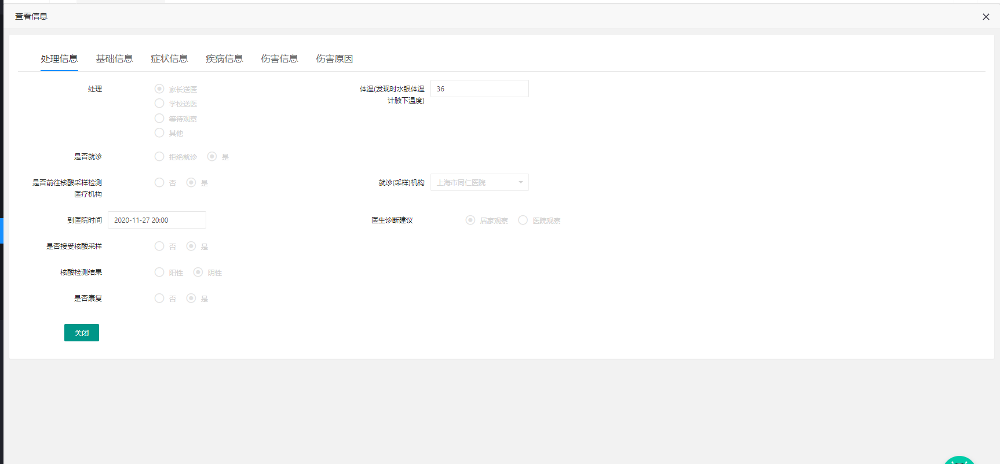 查看信息
处理信息 基础信息 症状信息 疾病信息 伤害信息 伤害原因
处理 家长送医 体温(发现时水银体温 36
学校送医 计腋下温度)
等待观察
其他
是否就诊 拒绝就诊 是
是否前往核酸采样检测 否 是 就诊(采样)机构 上海市同仁医院
医疗机构
到医院时间 2020-11-27 20:00 医生诊断建议 居家观察 医院观察
是否接受核酸采样 否 是
核酸检测结果 阳性 阴性
是否康复 否 是
关闭